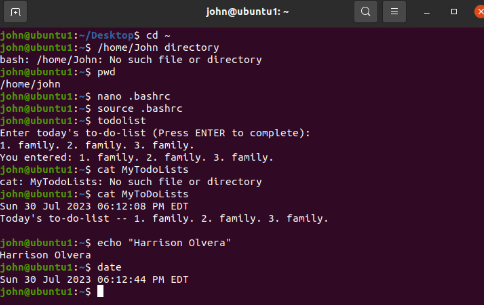 john@ubuntu1: ~
john@ubuntu1:~/Desktop$ cd ~
john@ubuntu1:~$ /home/John directory
bash: /home/John: No such file or directory
john@ubuntu1:~$ pwd
/home/john
john@ubuntu1:~$ nano .bashrc
john@ubuntu1:~$ source .bashrc
john@ubuntu1:~$ todolist
Enter today's to-do-list (Press ENTER to complete):
1. family. 2. family. 3. family.
You entered: 1. family. 2. family. 3. family.
john@ubuntu1:~$ cat MyTodoLists
cat: MyTodoLists: No such file or directory
john@ubuntu1:~$ cat MyToDoLists
Sun 30 Jul 2023 06:12:08 PM EDT
Today's to-do-list -- 1. family. 2. family. 3. family.
john@ubuntu1:~$ echo "Harrison Olvera"
Harrison Olvera
john@ubuntu1:~$ date
Sun 30 Jul 2023 06:12:44 PM EDT
john@ubuntu1:~$